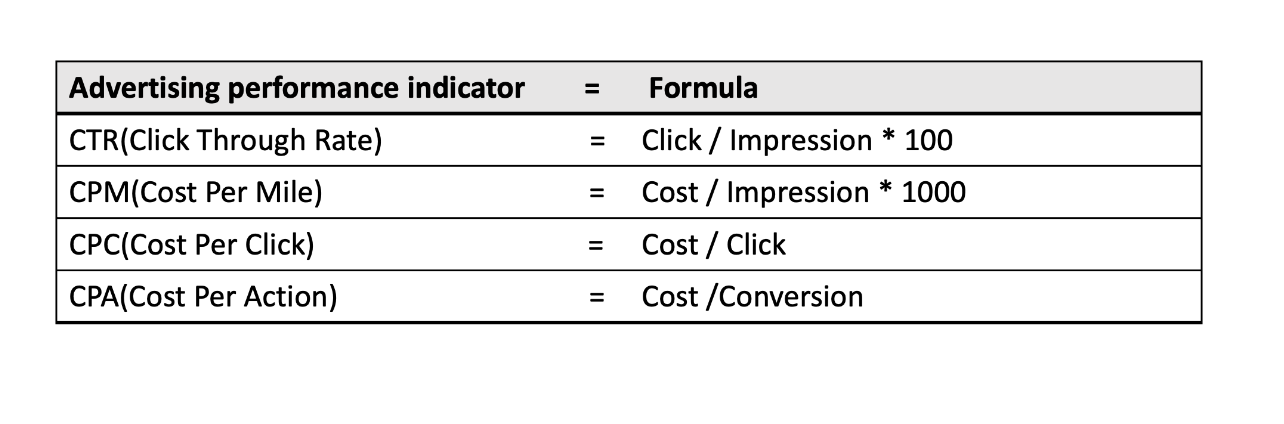 Advertising performance indicator = Formula
CTR(Click Through Rate) = Click / Impression * 100
CPM(Cost Per Mile) = Cost / Impression * 1000
CPC(Cost Per Click) = Cost / Click
CPA(Cost Per Action) = Cost /Conversion